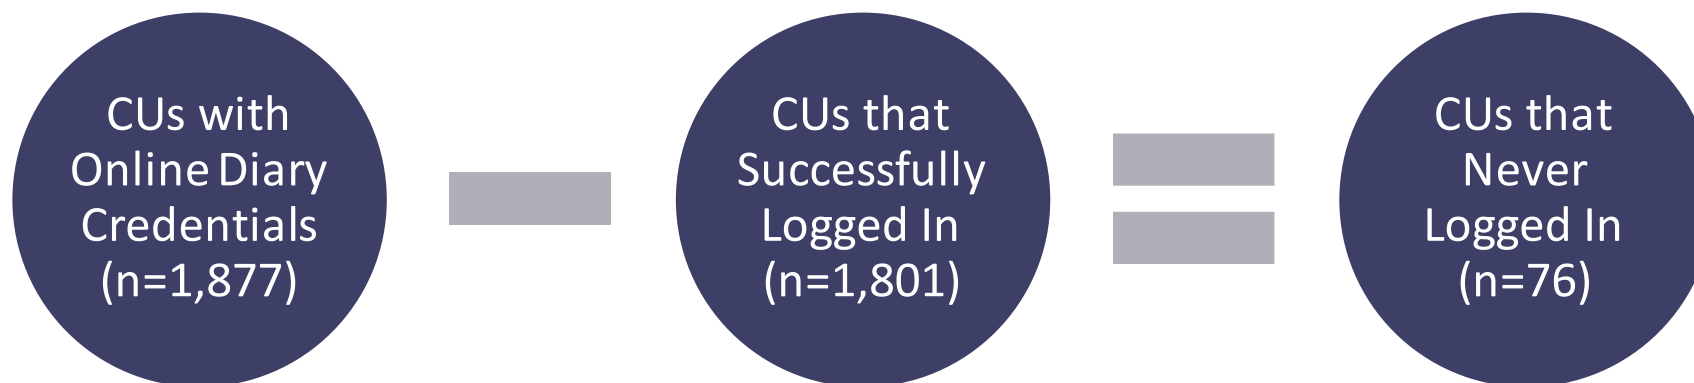 CUs with
Online Diary
Credentials
(n=1,877)
CUs that
Successfully
Logged In
(n=1,801)
CUs that
Never
Logged In
(n=76)